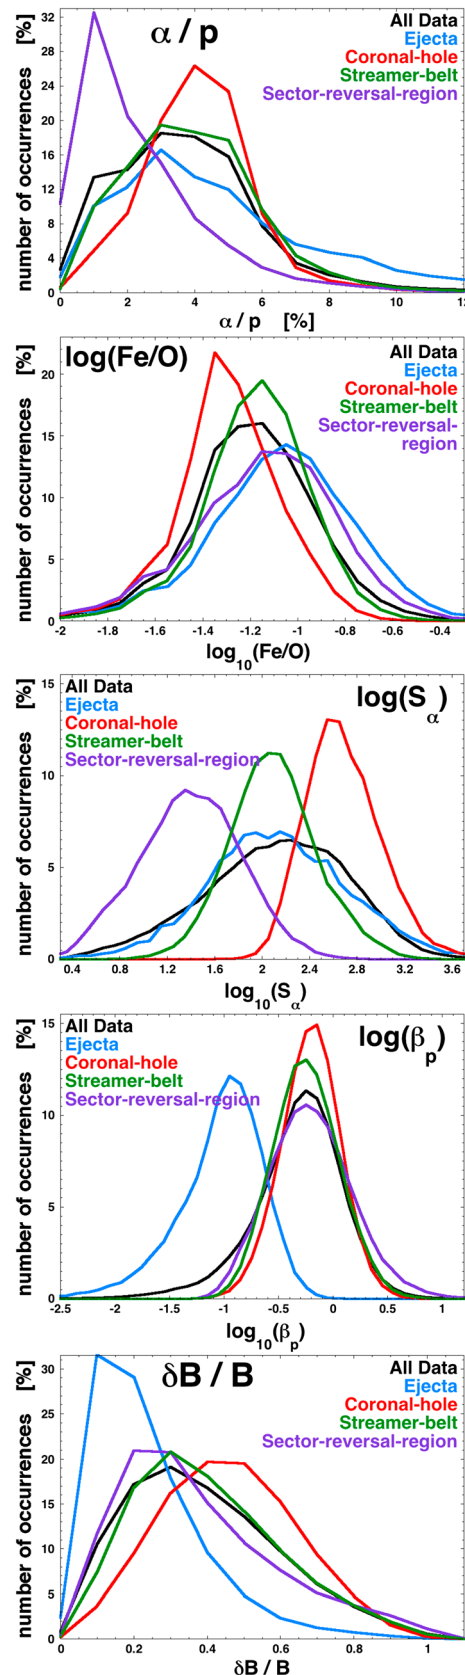 α / p
All Data
Ejecta
Coronal-hole
Streamer-belt
Sector-reversal-region
number of occurrences [%]
32
28
24
20
16
12
8
4
0
0 2 4 6 8 10 12
α / p [%]
log(Fe/O)
All Data
Ejecta
Coronal-hole
Streamer-belt
Sector-reversal-
region
number of occurrences [%]
20
15
10
5
0
-2 -1.8 -1.6 -1.4 -1.2 -1 -0.8 -0.6 -0.4
log10(Fe/O)
log(Sα)
All Data
Ejecta
Coronal-hole
Streamer-belt
Sector-reversal-region
number of occurrences [%]
15
10
5
0
0.4 0.8 1.2 1.6 2 2.4 2.8 3.2 3.6
log10(Sα)
log(βp)
All Data
Ejecta
Coronal-hole
Streamer-belt
Sector-reversal-region
number of occurrences [%]
15
10
5
0
-2.5 -2 -1.5 -1 -0.5 0 0.5 1
log10(βp)
δB / B
All Data
Ejecta
Coronal-hole
Streamer-belt
Sector-reversal-region
number of occurrences [%]
30
25
20
15
10
5
0
0 0.2 0.4 0.6 0.8 1
δB / B